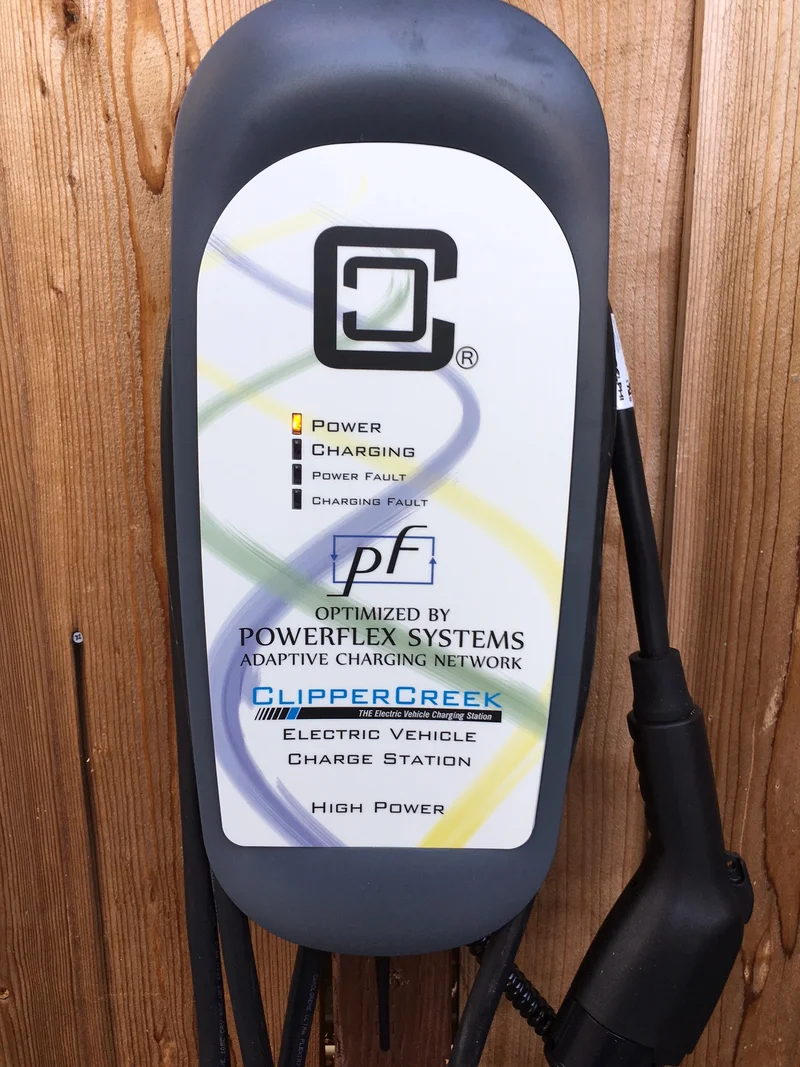 ®
POWER
CHARGING
POWER FAULT
CHARGING FAULT
pf
OPTIMIZED BY
POWERFLEX SYSTEMS
ADAPTIVE CHARGING NETWORK
CLIPPERCREEK
THE Electric Vehicle Charging Station
ELECTRIC VEHICLE
CHARGE STATION
HIGH POWER